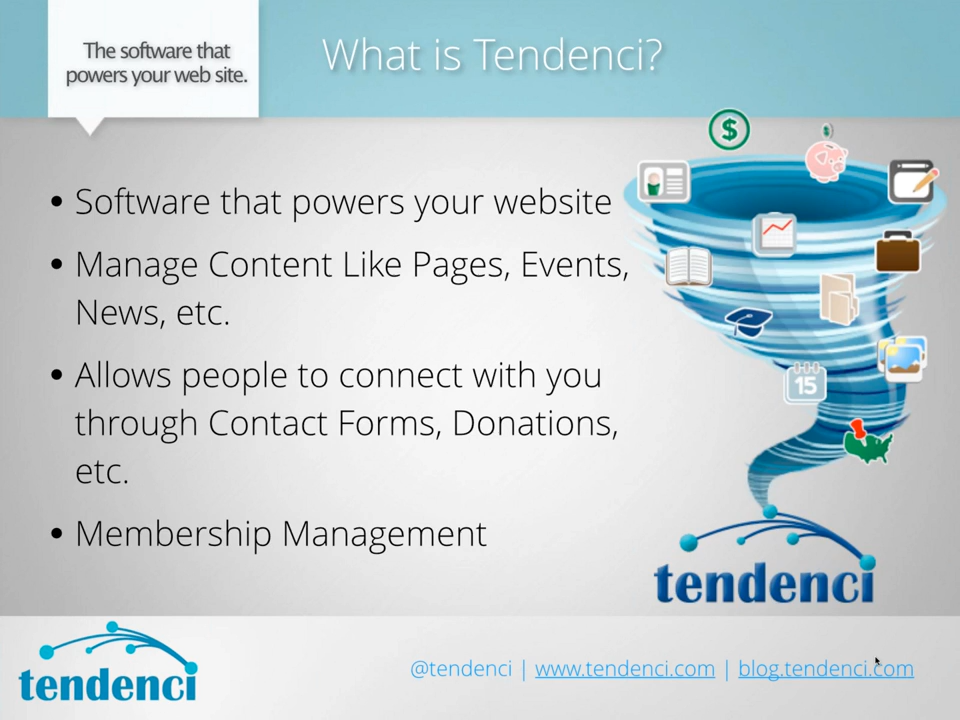 The software that
powers your web site.
What is Tendenci?
• Software that powers your website
• Manage Content Like Pages, Events,
News, etc.
• Allows people to connect with you
through Contact Forms, Donations,
etc.
• Membership Management
$
$
15
tendenci
tendenci
@tendenci | www.tendenci.com | blog.tendenci.com